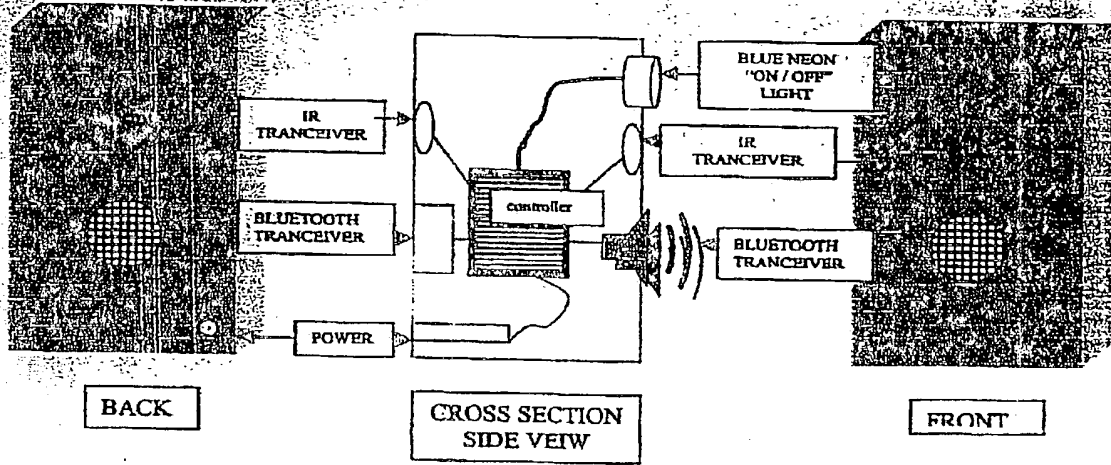 BLUE NEON
"ON / OFF"
LIGHT
IR
TRANCEIVER
IR
TRANCEIVER
controller
BLUETOOTH
TRANCEIVER
BLUETOOTH
TRANCEIVER
POWER
BACK
CROSS SECTION
SIDE VEIW
FRONT